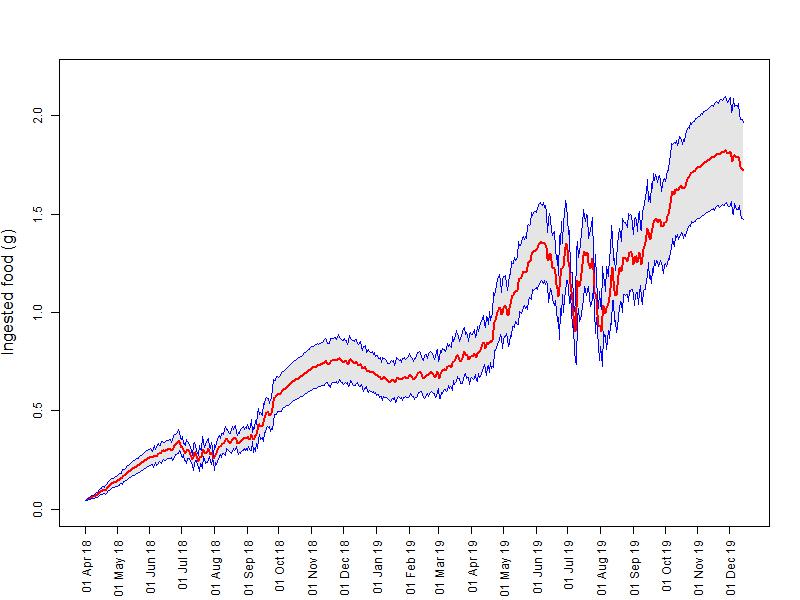 Ingested food (g)
2.0
1.5
1.0
0.5
0.0
01 Apr 18
01 May 18
01 Jun 18
01 Jul 18
01 Aug 18
01 Sep 18
01 Oct 18
01 Nov 18
01 Dec 18
01 Jan 19
01 Feb 19
01 Mar 19
01 Apr 19
01 May 19
01 Jun 19
01 Jul 19
01 Aug 19
01 Sep 19
01 Oct 19
01 Nov 19
01 Dec 19